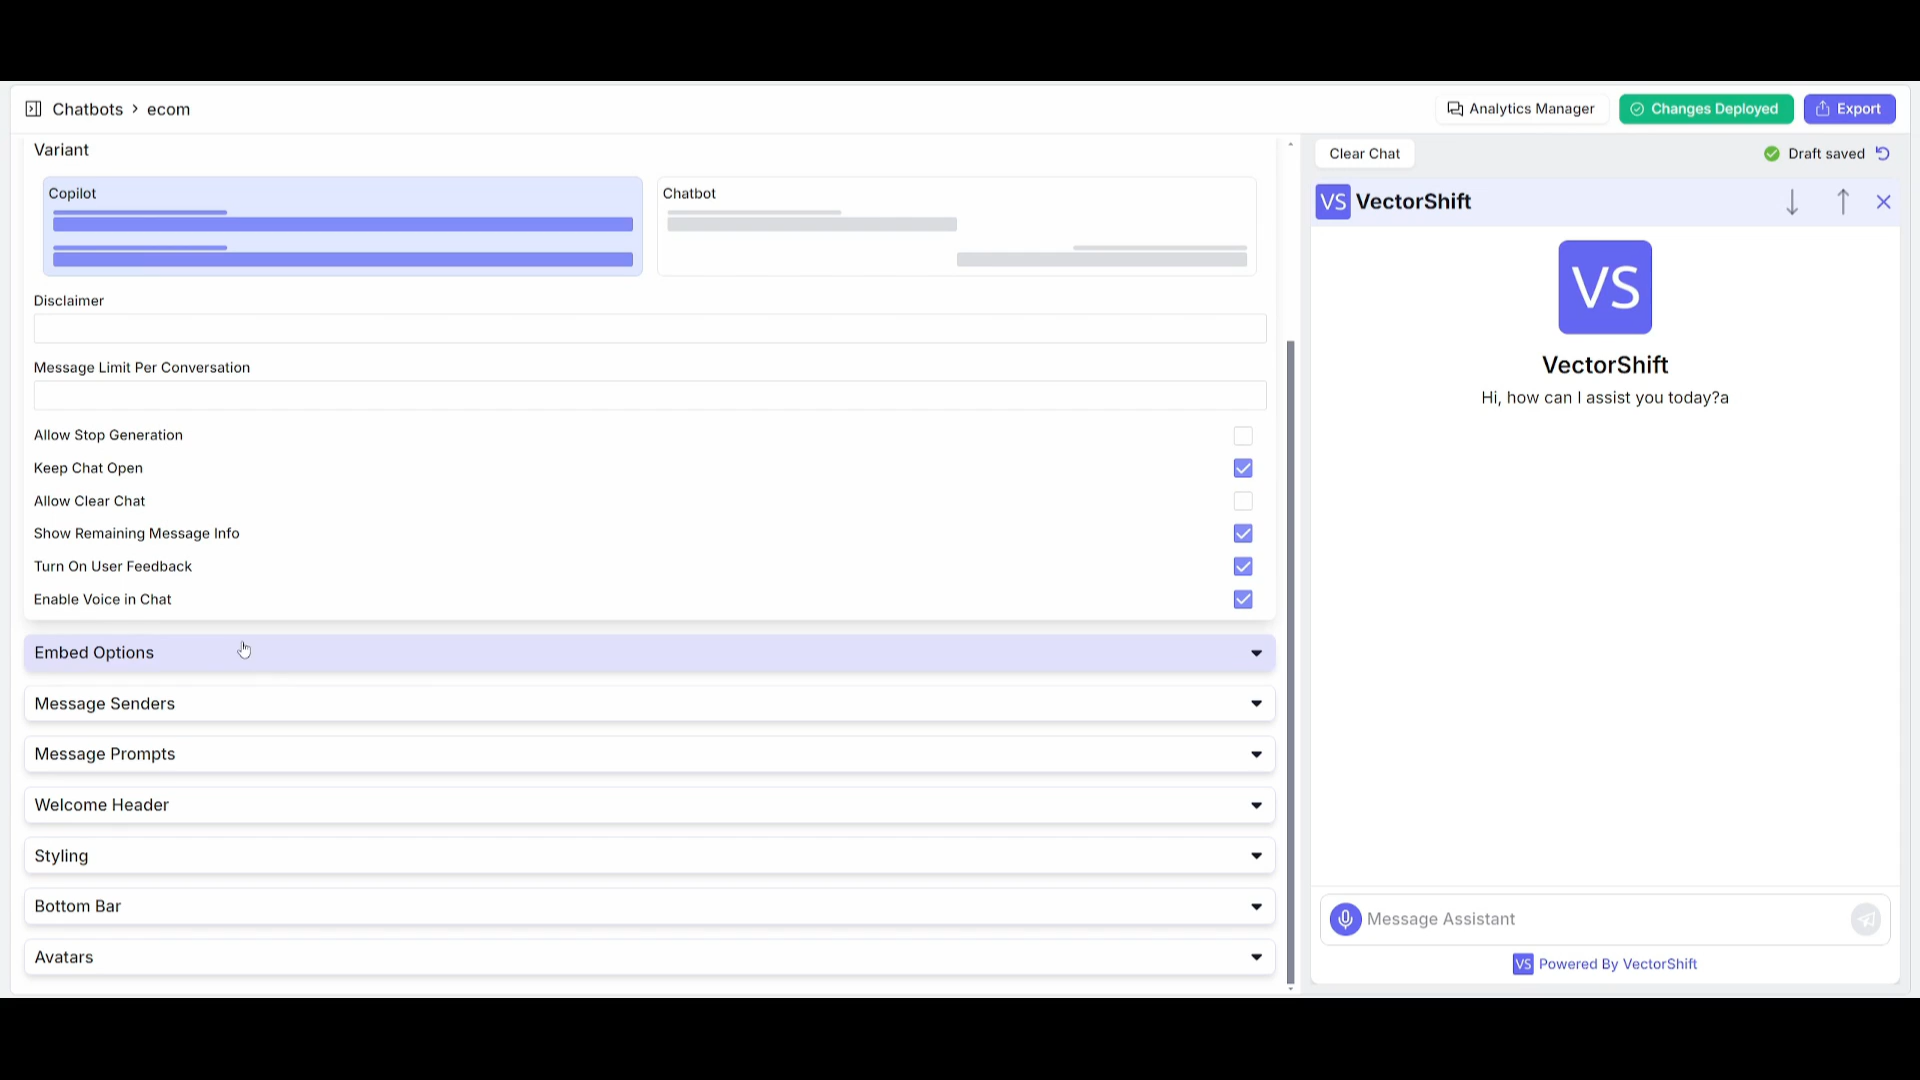 Chatbots > ecom
Analytics Manager
Changes Deployed
Export
Variant
Copilot
Chatbot
Disclaimer
Message Limit Per Conversation
Allow Stop Generation
Keep Chat Open
Allow Clear Chat
Show Remaining Message Info
Turn On User Feedback
Enable Voice in Chat
Embed Options
Message Senders
Message Prompts
Welcome Header
Styling
Bottom Bar
Avatars
Clear Chat
Draft saved
VS VectorShift
VS
VectorShift
Hi, how can I assist you today?a
Message Assistant
VS Powered By VectorShift